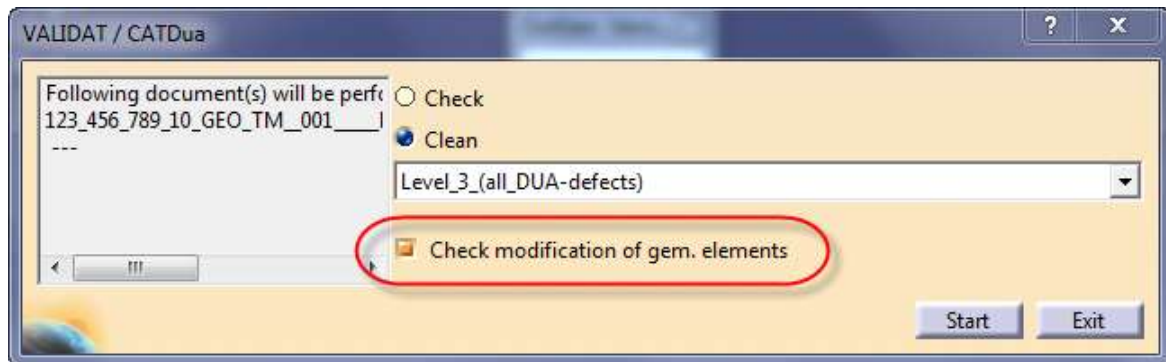 VALIDAT / CATDua
? X
Following document(s) will be perfo
123_456_789_10_GEO_TM__001____
---
Check
Clean
Level_3_(all_DUA-defects)
Check modification of gem. elements
Start
Exit